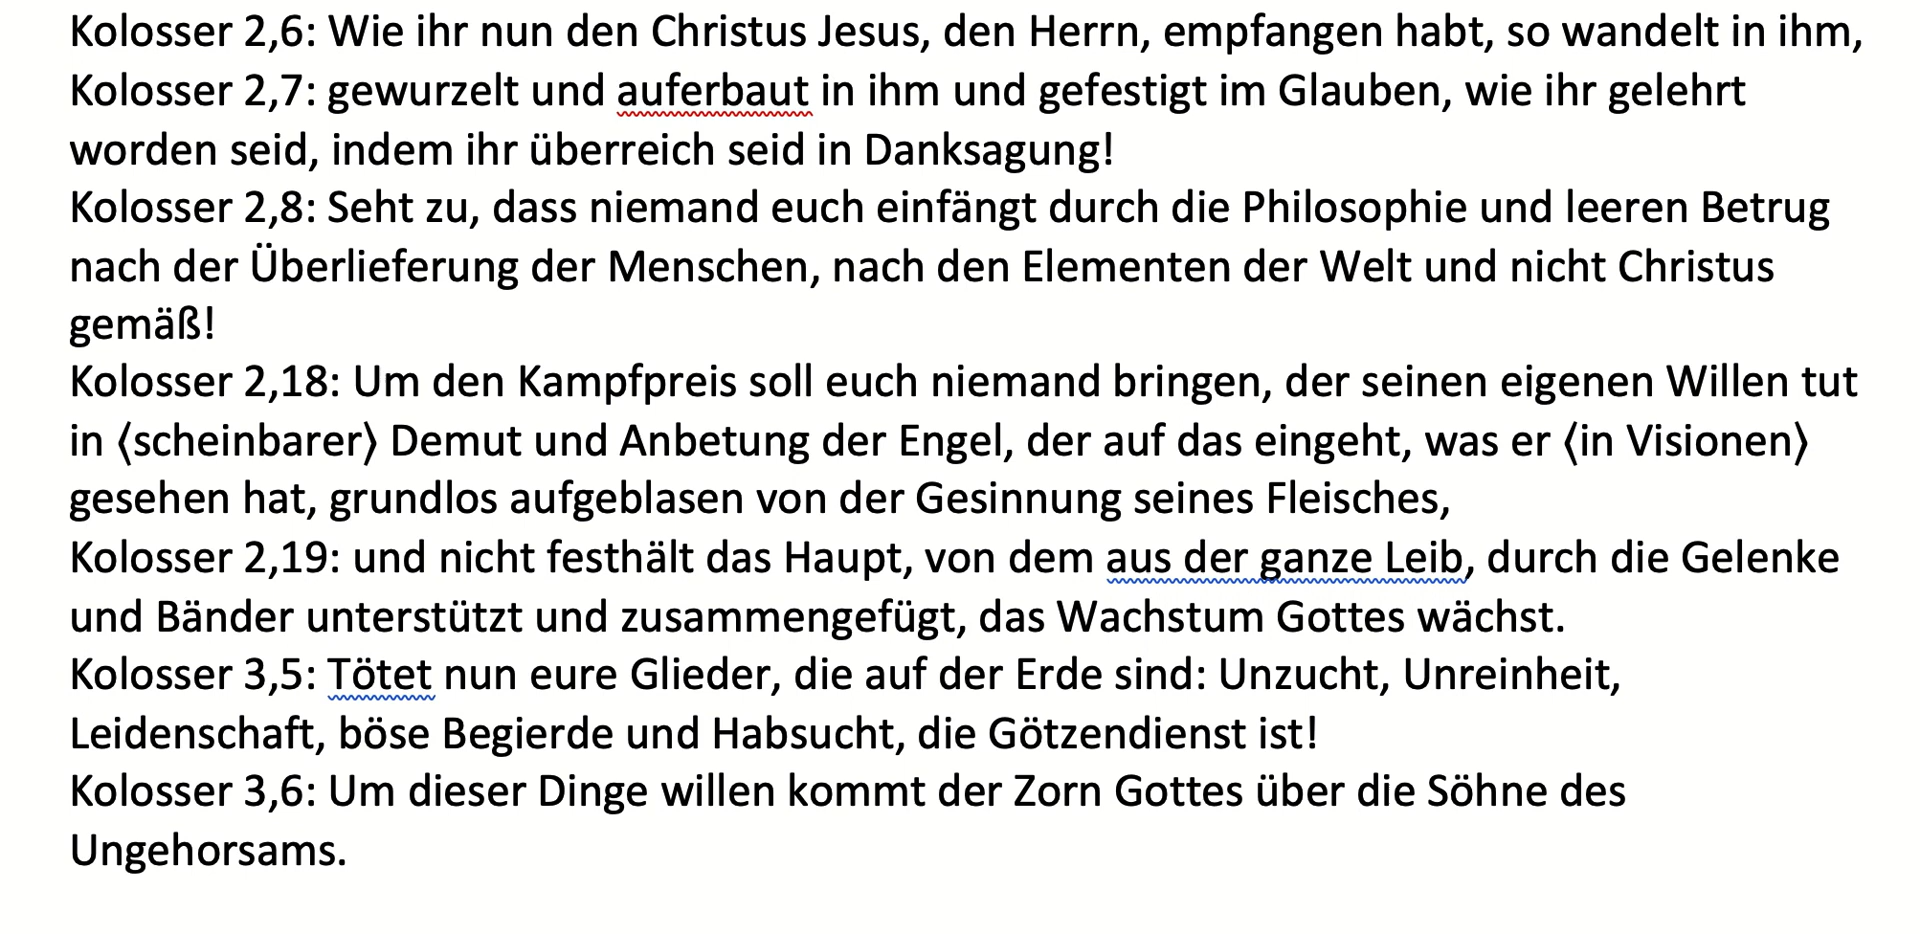 Kolosser 2,6: Wie ihr nun den Christus Jesus, den Herrn, empfangen habt, so wandelt in ihm,
Kolosser 2,7: gewurzelt und auferbaut in ihm und gefestigt im Glauben, wie ihr gelehrt
worden seid, indem ihr überreich seid in Danksagung!
Kolosser 2,8: Seht zu, dass niemand euch einfängt durch die Philosophie und leeren Betrug
nach der Überlieferung der Menschen, nach den Elementen der Welt und nicht Christus
gemäß!
Kolosser 2,18: Um den Kampfpreis soll euch niemand bringen, der seinen eigenen Willen tut
in ⟨scheinbarer⟩ Demut und Anbetung der Engel, der auf das eingeht, was er ⟨in Visionen⟩
gesehen hat, grundlos aufgeblasen von der Gesinnung seines Fleisches,
Kolosser 2,19: und nicht festhält das Haupt, von dem aus der ganze Leib, durch die Gelenke
und Bänder unterstützt und zusammengefügt, das Wachstum Gottes wächst.
Kolosser 3,5: Tötet nun eure Glieder, die auf der Erde sind: Unzucht, Unreinheit,
Leidenschaft, böse Begierde und Habsucht, die Götzendienst ist!
Kolosser 3,6: Um dieser Dinge willen kommt der Zorn Gottes über die Söhne des
Ungehorsams.